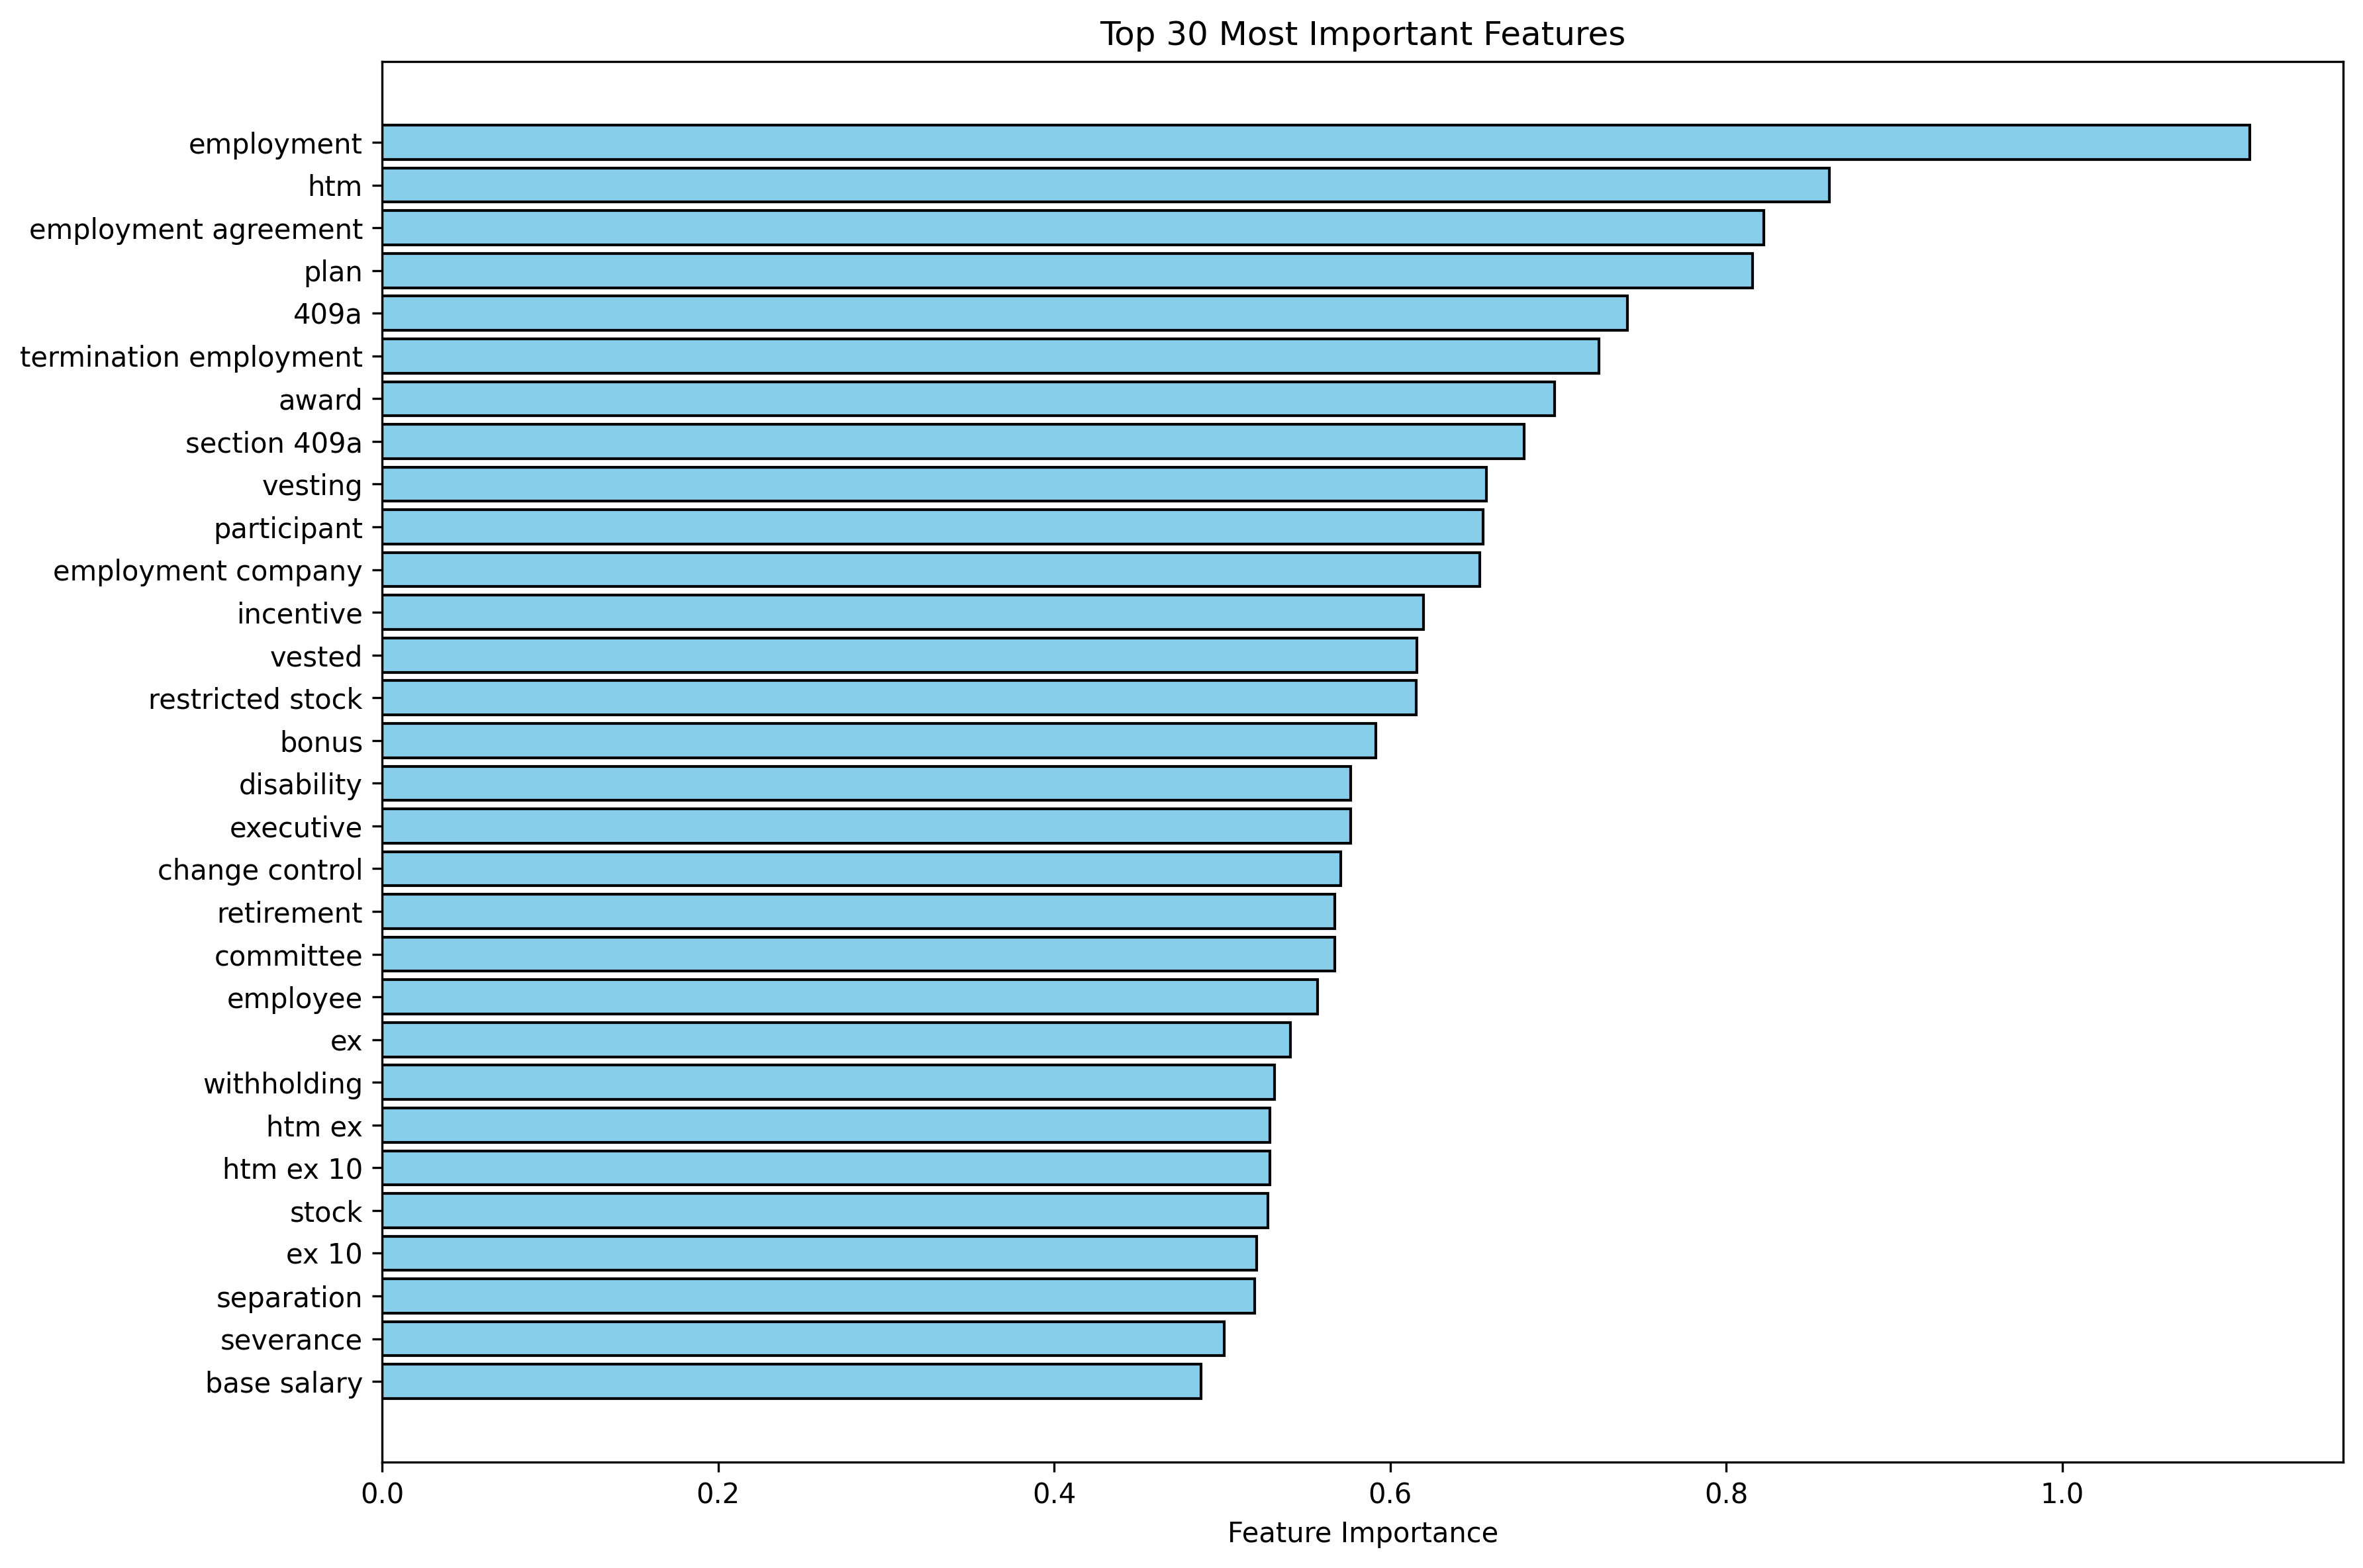 Top 30 Most Important Features
employment
htm
employment agreement
plan
409a
termination employment
award
section 409a
vesting
participant
employment company
incentive
vested
restricted stock
bonus
disability
executive
change control
retirement
committee
employee
ex
withholding
htm ex
htm ex 10
stock
ex 10
separation
severance
base salary
0.0 0.2 0.4 0.6 0.8 1.0
Feature Importance